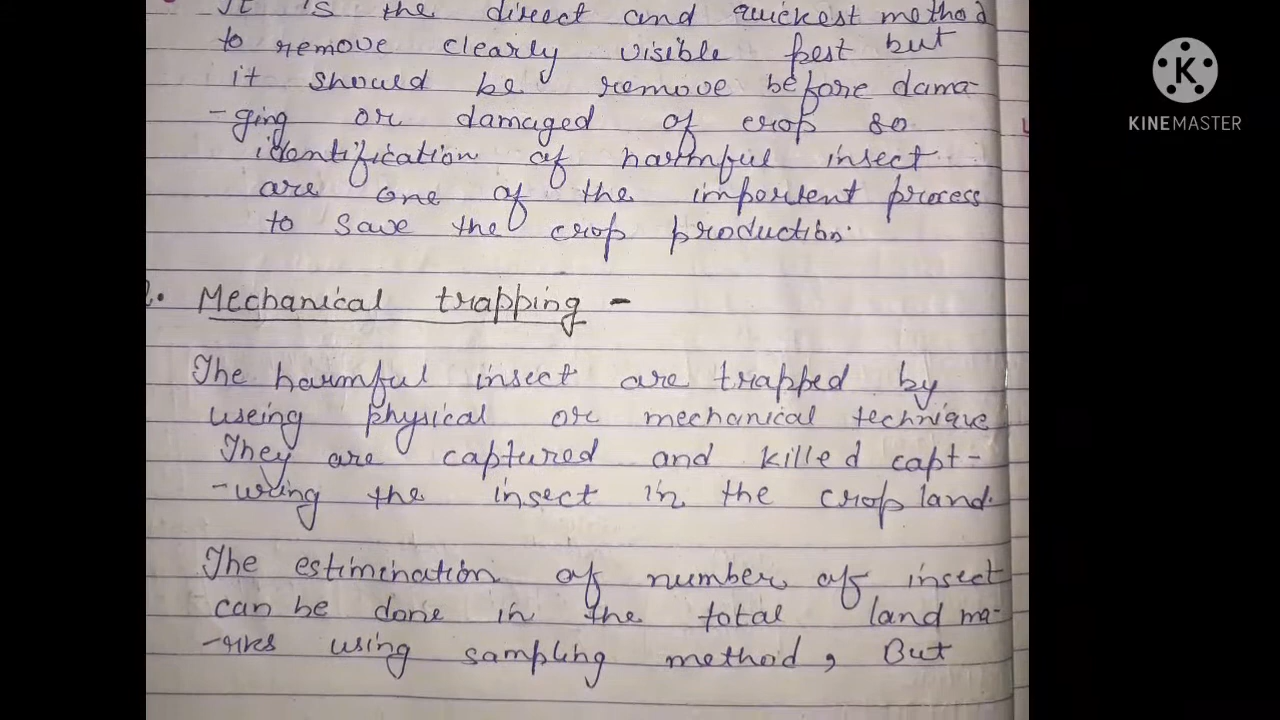 It is the direct and quickest method
to remove clearly visible pest but
it should be remove before dama-
-ging or damaged of crop so
identification of harmful insect
are one of the importent process
to save the crop production.
2. Mechanical trapping -
The harmful insect are trapped by
useing physical or mechanical technique
They are captured and killed capt-
-uring the insect in the crop land.
The estimination of number of insect
can be done in the total land ma-
using sampling method, But
K
KINEMASTER